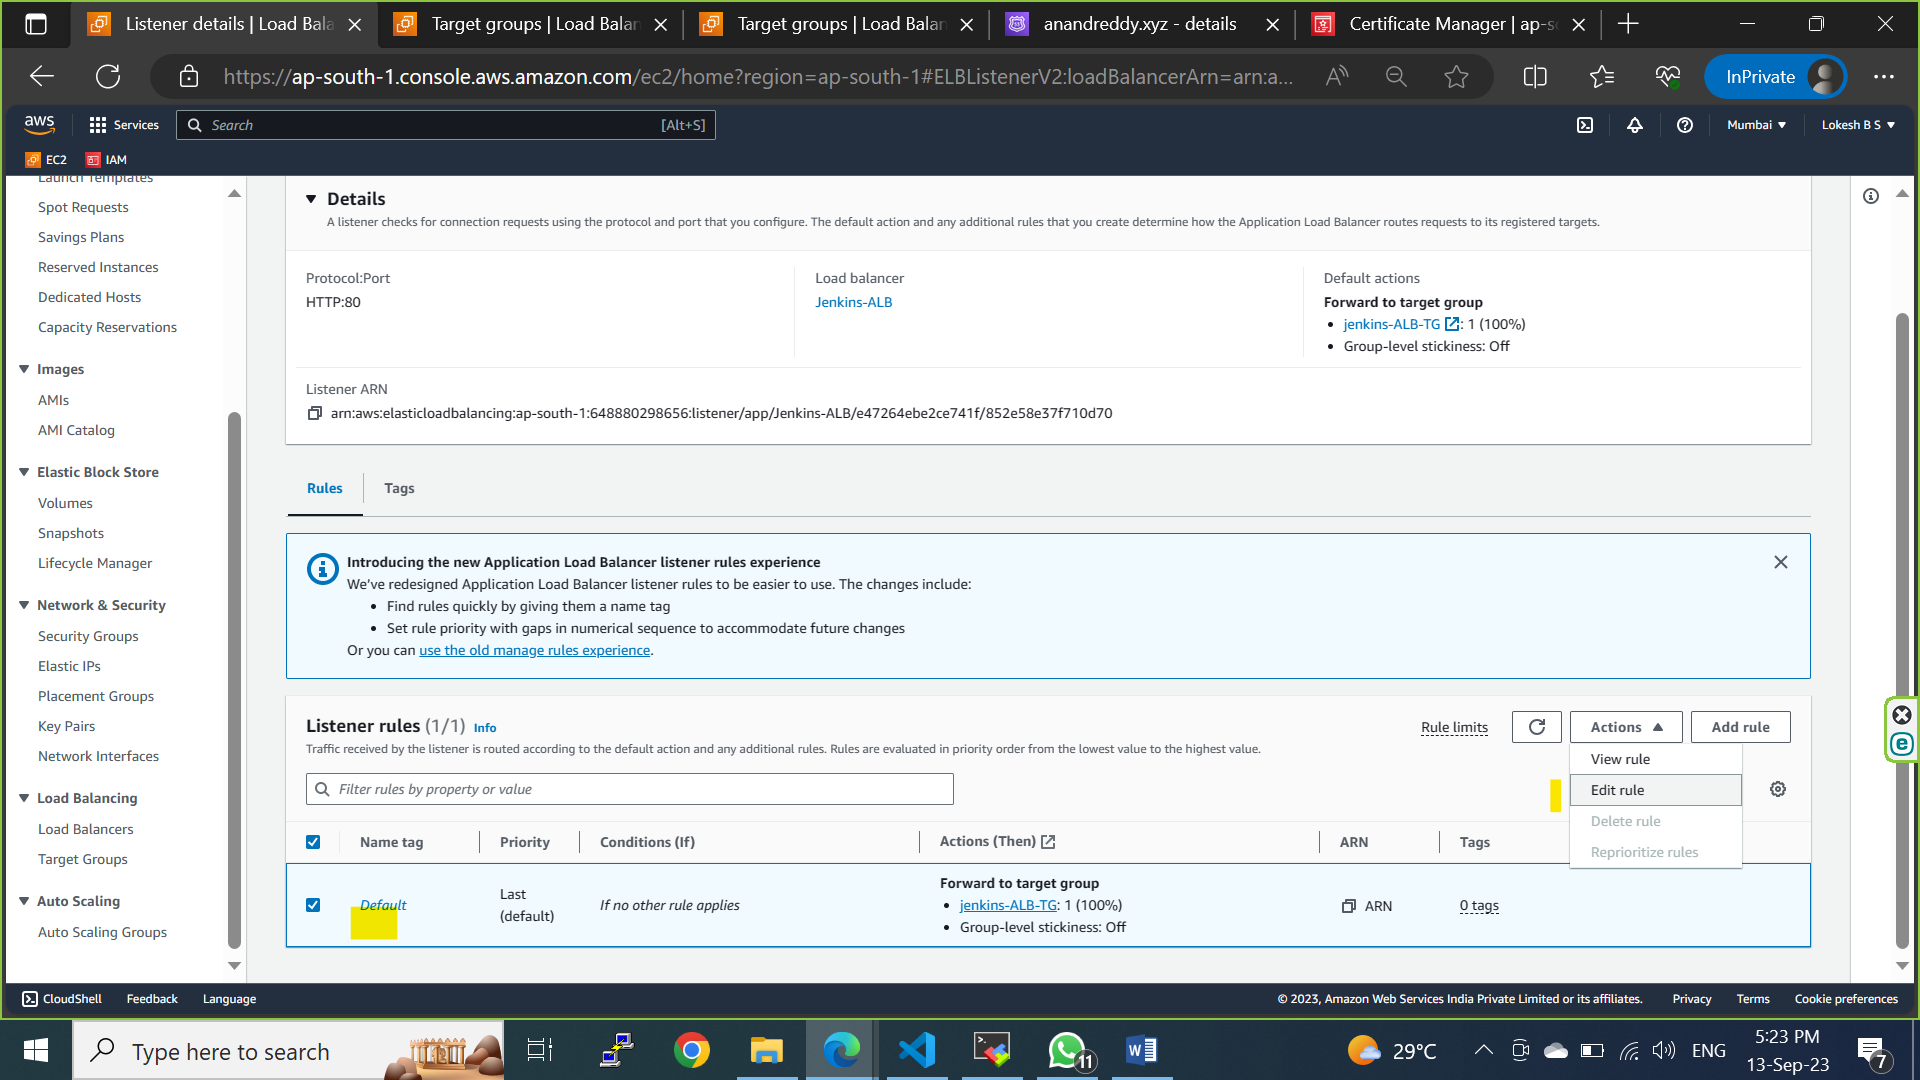 Listener details | Load Bala
Target groups | Load Balan
Target groups | Load Balan
anandreddy.xyz - details
Certificate Manager | ap-s
https://ap-south-1.console.aws.amazon.com/ec2/home?region=ap-south-1#ELBListenerV2:loadBalancerArn=arn:a...
InPrivate
aws
Services
Search
[Alt+S]
Mumbai
Lokesh B S
EC2
IAM
Launch Templates
Spot Requests
Savings Plans
Reserved Instances
Dedicated Hosts
Capacity Reservations
Images
AMIs
AMI Catalog
Elastic Block Store
Volumes
Snapshots
Lifecycle Manager
Network & Security
Security Groups
Elastic IPs
Placement Groups
Key Pairs
Network Interfaces
Load Balancing
Load Balancers
Target Groups
Auto Scaling
Auto Scaling Groups
Details
A listener checks for connection requests using the protocol and port that you configure. The default action and any additional rules that you create determine how the Application Load Balancer routes requests to its registered targets.
Protocol:Port
HTTP:80
Load balancer
Jenkins-ALB
Default actions
Forward to target group
jenkins-ALB-TG : 1 (100%)
Group-level stickiness: Off
Listener ARN
arn:aws:elasticloadbalancing:ap-south-1:648880298656:listener/app/Jenkins-ALB/e47264ebe2ce741f/852e58e37f710d70
Rules
Tags
Introducing the new Application Load Balancer listener rules experience
We've redesigned Application Load Balancer listener rules to be easier to use. The changes include:
Find rules quickly by giving them a name tag
Set rule priority with gaps in numerical sequence to accommodate future changes
Or you can use the old manage rules experience.
Listener rules (1/1) Info
Traffic received by the listener is routed according to the default action and any additional rules. Rules are evaluated in priority order from the lowest value to the highest value.
Rule limits
Actions
Add rule
View rule
Edit rule
Delete rule
Reprioritize rules
Filter rules by property or value
Name tag
Priority
Conditions (If)
Actions (Then)
ARN
Tags
Default
Last
(default)
If no other rule applies
Forward to target group
jenkins-ALB-TG: 1 (100%)
Group-level stickiness: Off
ARN
0 tags
CloudShell
Feedback
Language
© 2023, Amazon Web Services India Private Limited or its affiliates.
Privacy
Terms
Cookie preferences
Type here to search
11
29°C
ENG
5:23 PM
13-Sep-23
7